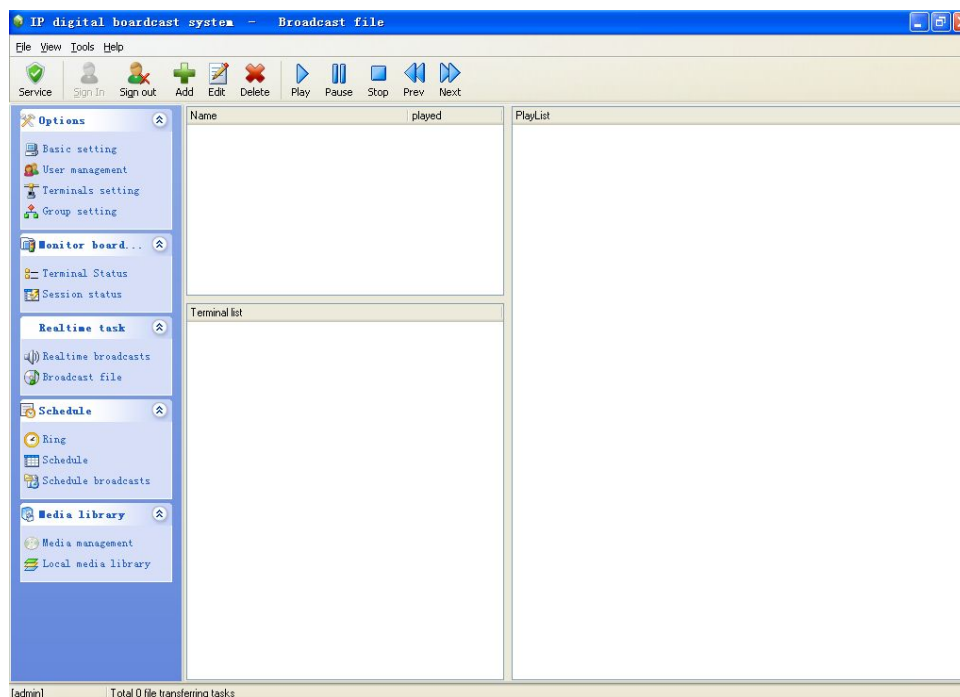 IP digital boardcast system - Broadcast file
File View Tools Help
Service Sign In Sign out Add Edit Delete Play Pause Stop Prev Next
Options
Basic setting
User management
Terminals setting
Group setting
Monitor board...
Terminal Status
Session status
Realtime task
Realtime broadcasts
Broadcast file
Schedule
Ring
Schedule
Schedule broadcasts
Media library
Media management
Local media library
Name played
Terminal list
PlayList
[admin] Total 0 file transferring tasks